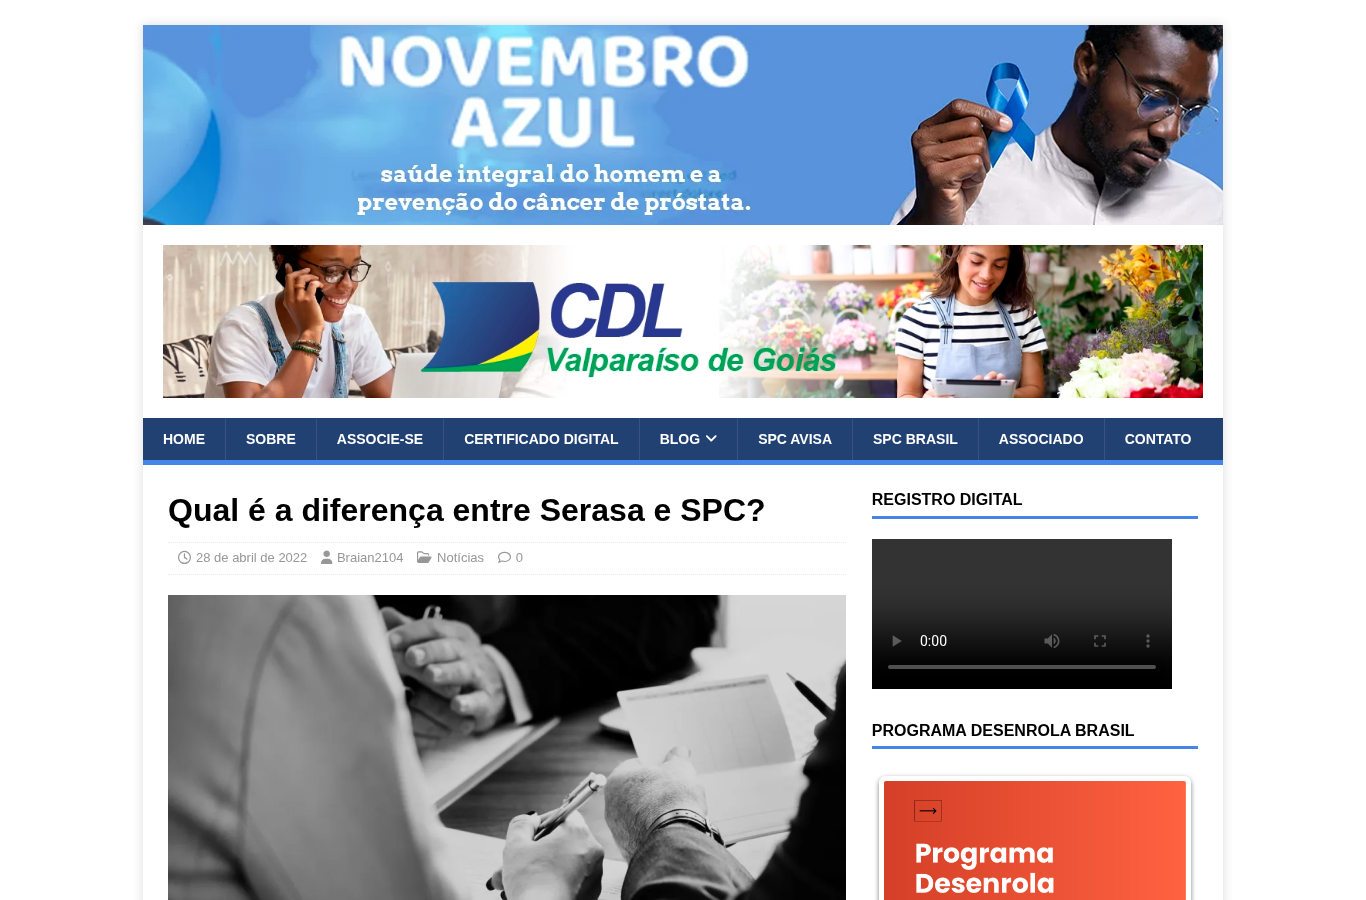 NOVEMBRO
AZUL
saúde integral do homem e a
prevenção do câncer de próstata.
CDL
Valparaíso de Goiás
HOME SOBRE ASSOCIE-SE CERTIFICADO DIGITAL BLOG SPC AVISA SPC BRASIL ASSOCIADO CONTATO
Qual é a diferença entre Serasa e SPC?
28 de abril de 2022 Braian2104 Notícias 0
REGISTRO DIGITAL
0:00
PROGRAMA DESENROLA BRASIL
Programa
Desenrola